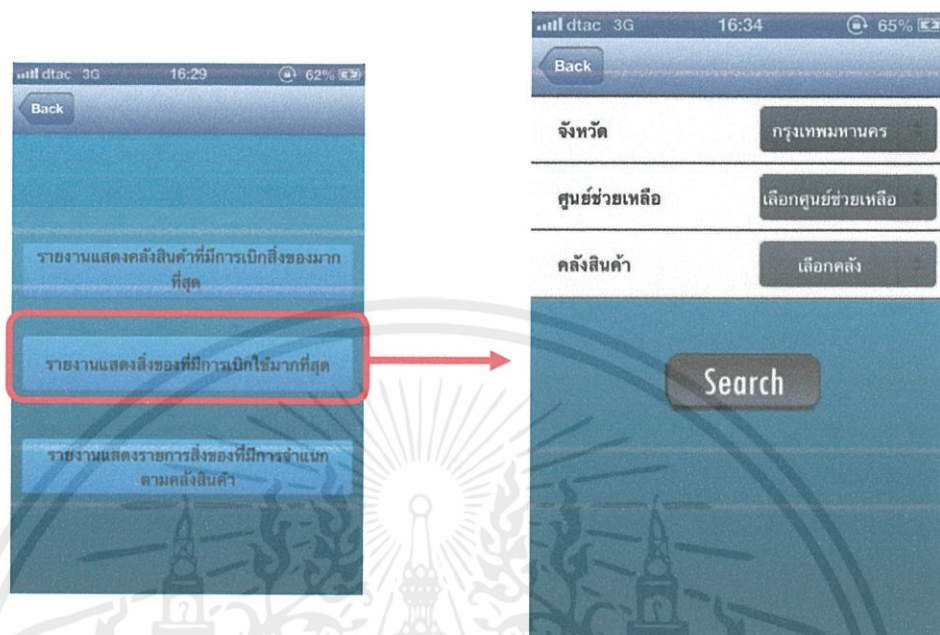 dtac 3G 16:29 62%
Back
รายงานแสดงคลังสินค้าที่มีการเบิกสิ่งของมาก
ที่สุด
รายงานแสดงสิ่งของที่มีการเบิกใช้มากที่สุด
รายงานแสดงรายการสิ่งของที่มีการจำแนก
ตามคลังสินค้า
dtac 3G 16:34 65%
Back
จังหวัด กรุงเทพมหานคร
ศูนย์ช่วยเหลือ เลือกศูนย์ช่วยเหลือ
คลังสินค้า เลือกคลัง
Search